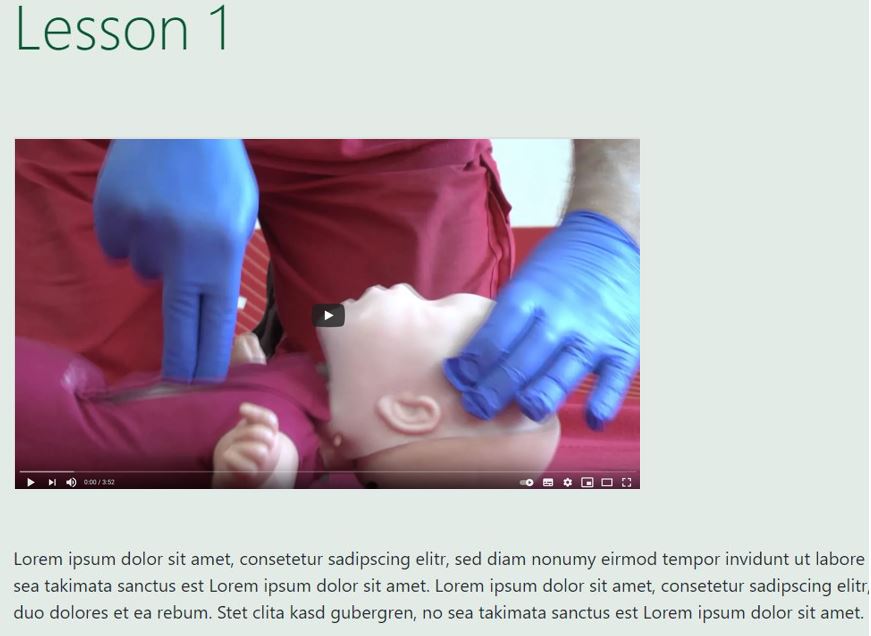 Lesson 1
0:00 / 3:52
Lorem ipsum dolor sit amet, consetetur sadipscing elitr, sed diam nonumy eirmod tempor invidunt ut labore
sea takimata sanctus est Lorem ipsum dolor sit amet. Lorem ipsum dolor sit amet, consetetur sadipscing elitr,
duo dolores et ea rebum. Stet clita kasd gubergren, no sea takimata sanctus est Lorem ipsum dolor sit amet.